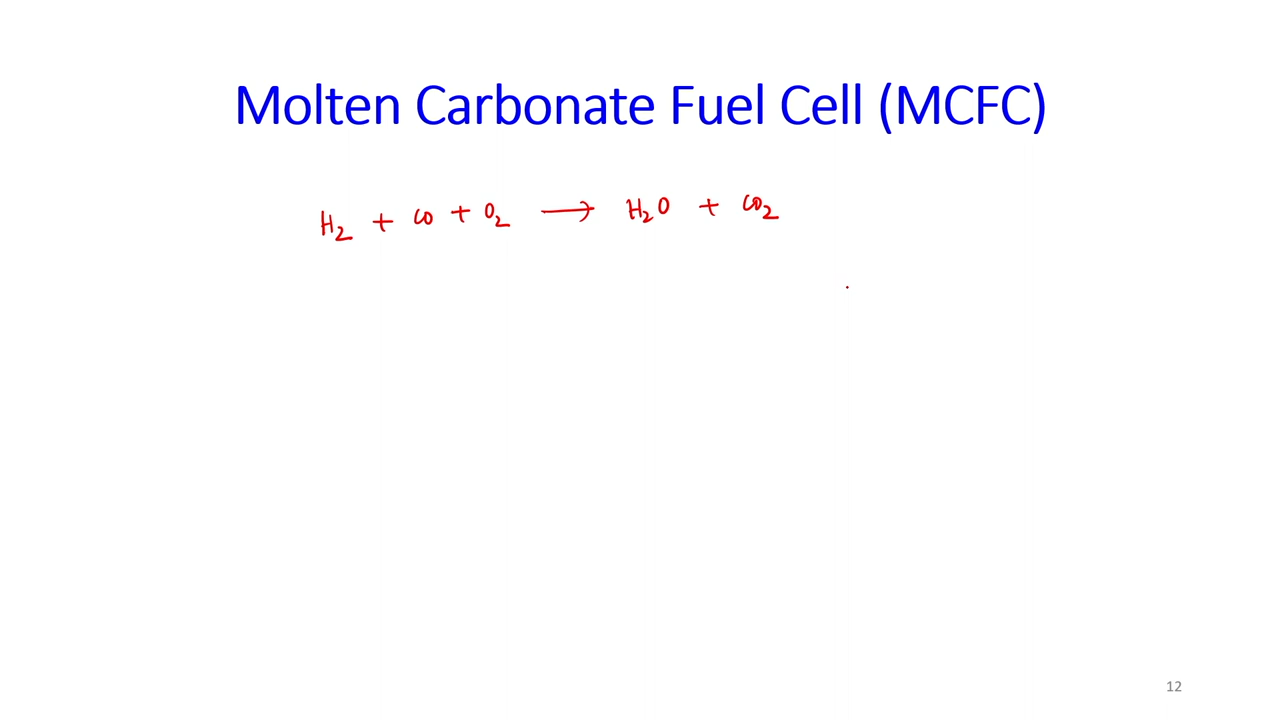 Molten Carbonate Fuel Cell (MCFC)
H₂ + CO + O₂ → H₂O + CO₂
12